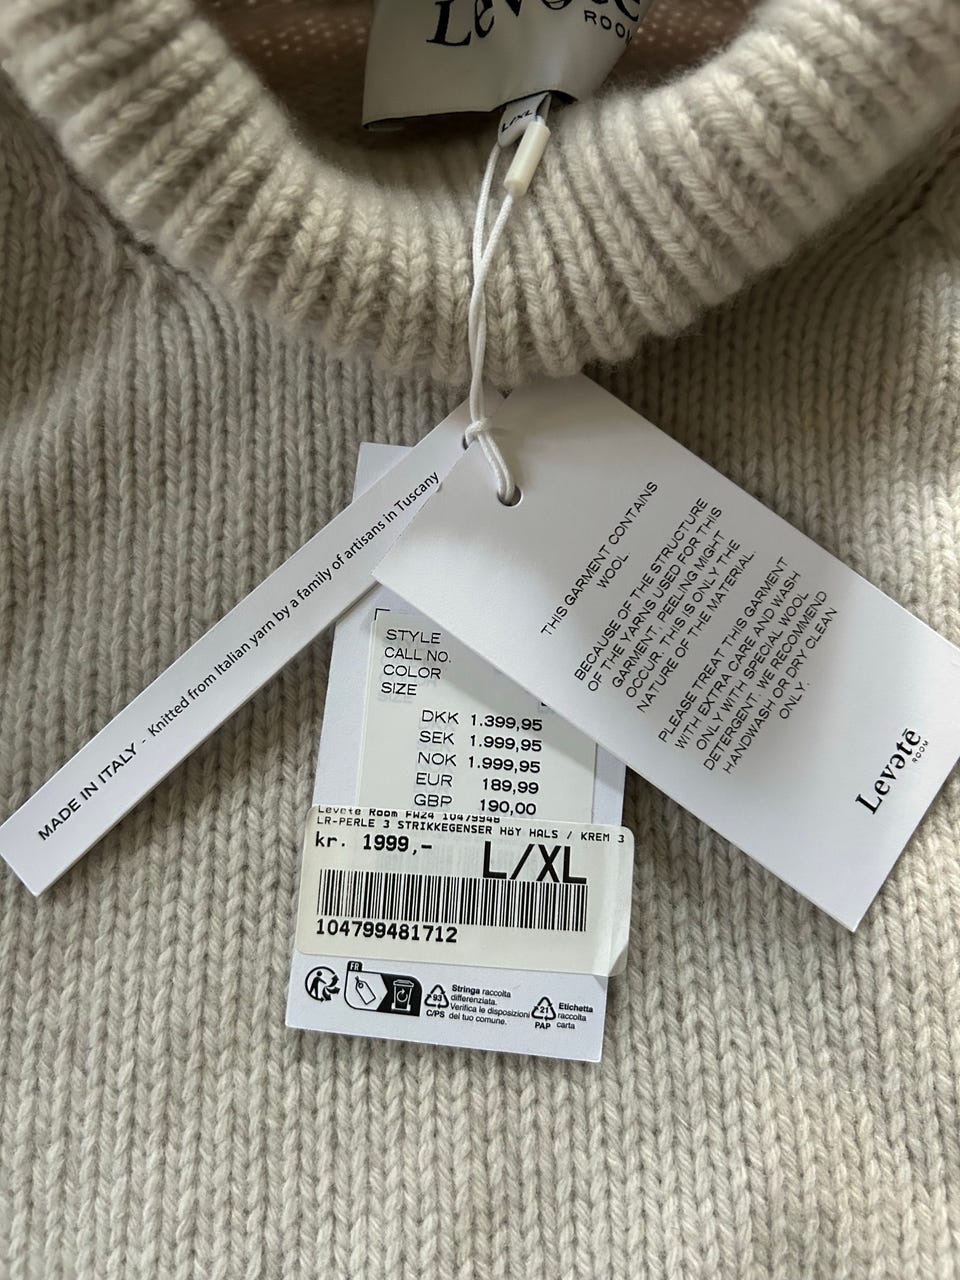 Levete
ROOM
L/XL
MADE IN ITALY - Knitted from Italian yarn by a family of artisans in Tuscany
THIS GARMENT CONTAINS
WOOL
BECAUSE OF THE STRUCTURE
OF THE YARNS USED FOR THIS
GARMENT, PEELING MIGHT
OCCUR. THIS IS ONLY THE
NATURE OF THE MATERIAL.
PLEASE TREAT THIS GARMENT
WITH EXTRA CARE AND WASH
ONLY WITH SPECIAL WOOL
DETERGENT. WE RECOMMEND
HANDWASH OR DRY CLEAN
ONLY.
Levətē
ROOM
STYLE
CALL NO.
COLOR
SIZE
DKK 1.399,95
SEK 1.999,95
NOK 1.999,95
EUR 189,99
GBP 190,00
Levete Room FW24 10479948
LR-PERLE 3 STRIKKEGENSER HØY HALS / KREM 3
kr. 1999,-
L/XL
104799481712
FR
93
C/PS
Stringa raccolta
differenziata.
Verifica le disposizioni
del tuo comune.
21
PAP
Etichetta
raccolta
carta